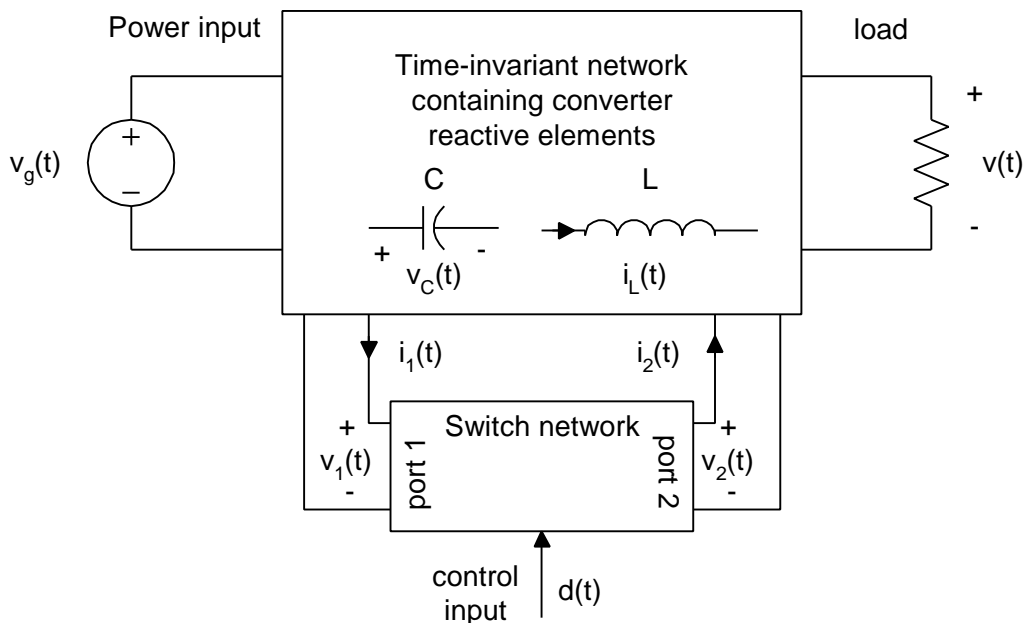 Power input
load
Time-invariant network
containing converter
reactive elements
+
−
v_g(t)
C
L
+
-
v_C(t)
i_L(t)
+
v(t)
-
i_1(t)
i_2(t)
Switch network
+
v_1(t)
-
port 1
port 2
+
v_2(t)
-
control
input
d(t)